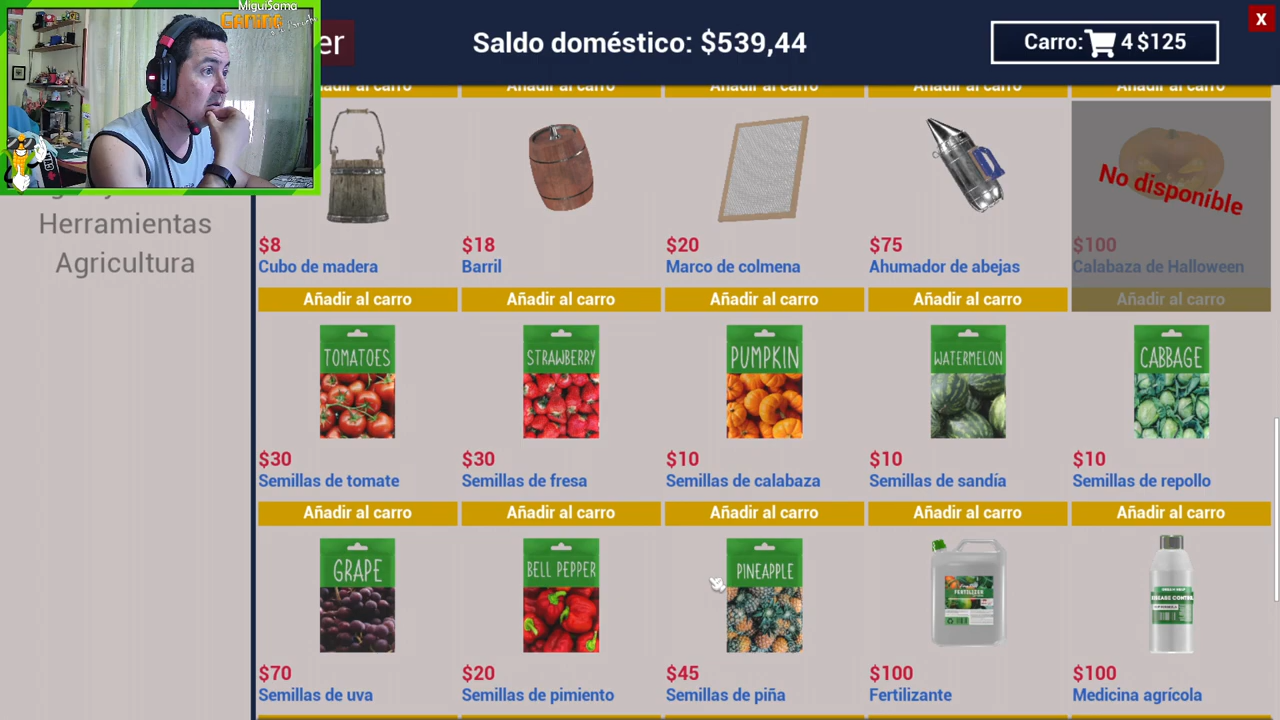 MiguiSama
Gaming
er
Saldo doméstico: $539,44
Carro: 4 $125
X
Añadir al carro
Añadir al carro
Añadir al carro
Añadir al carro
Herramientas
Agricultura
$8
Cubo de madera
Añadir al carro
$18
Barril
Añadir al carro
$20
Marco de colmena
Añadir al carro
$75
Ahumador de abejas
Añadir al carro
No disponible
$100
Calabaza de Halloween
Añadir al carro
TOMATOES
$30
Semillas de tomate
Añadir al carro
STRAWBERRY
$30
Semillas de fresa
Añadir al carro
PUMPKIN
$10
Semillas de calabaza
Añadir al carro
WATERMELON
$10
Semillas de sandía
Añadir al carro
CABBAGE
$10
Semillas de repollo
Añadir al carro
GRAPE
$70
Semillas de uva
BELL PEPPER
$20
Semillas de pimiento
PINEAPPLE
$45
Semillas de piña
FERTILIZER
$100
Fertilizante
$100
Medicina agrícola